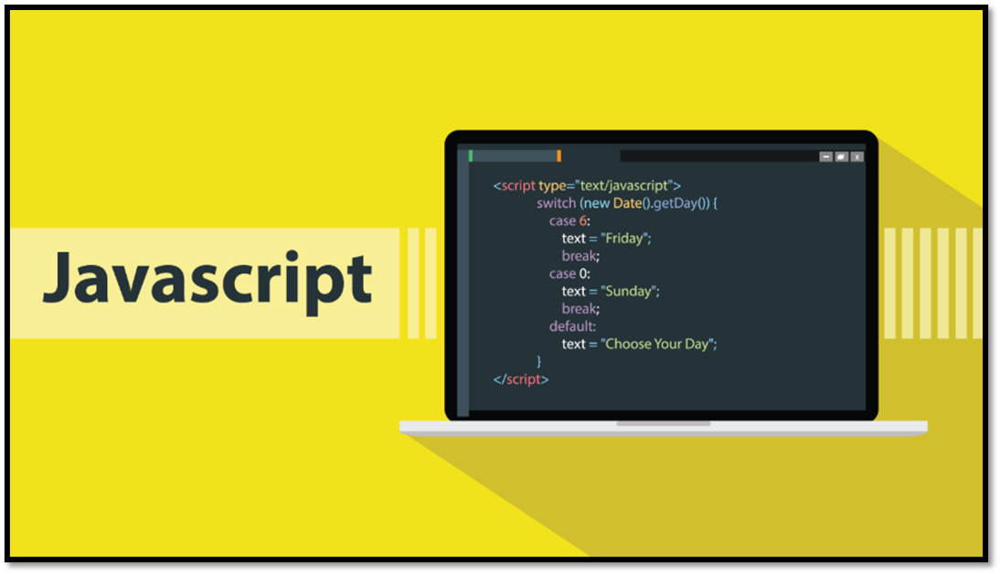 Javascript
<script type="text/javascript">
switch (new Date().getDay()) {
case 6:
text = "Friday";
break;
case 0:
text = "Sunday";
break;
default:
text = "Choose Your Day";
}
</script>